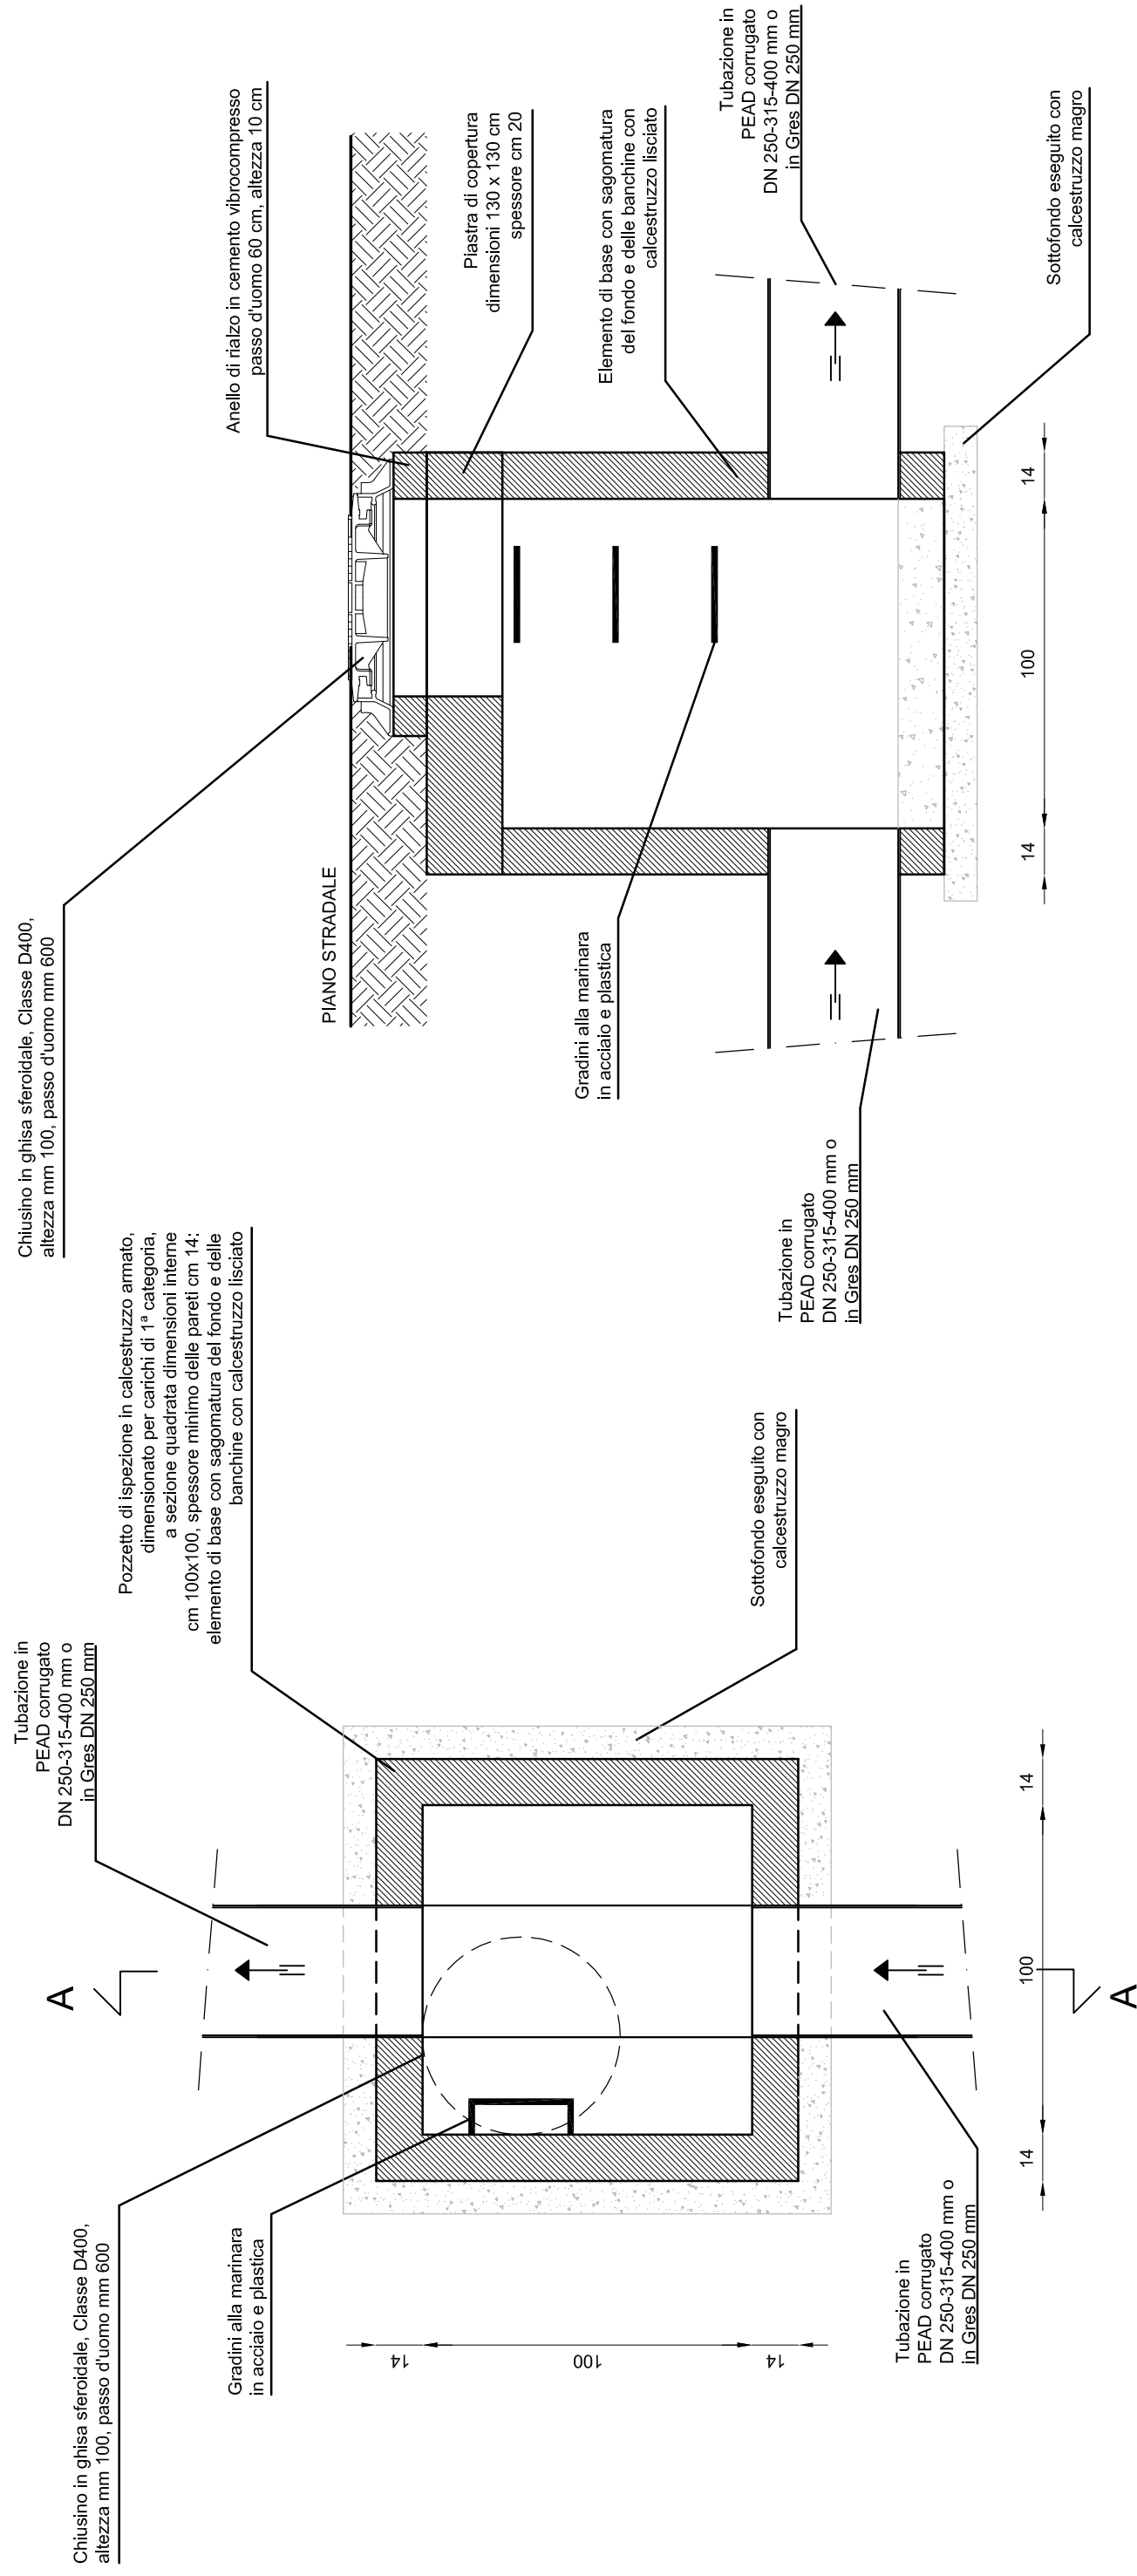 Chiusino in ghisa sferoidale, Classe D400,
altezza mm 100, passo d'uomo mm 600
Gradini alla marinara
in acciaio e plastica
Tubazione in
PEAD corrugato
DN 250-315-400 mm o
in Gres DN 250 mm
Pozzetto di ispezione in calcestruzzo armato,
dimensionato per carichi di 1ª categoria,
a sezione quadrata dimensioni interne
cm 100x100, spessore minimo delle pareti cm 14:
elemento di base con sagomatura del fondo e delle
banchine con calcestruzzo lisciato
Sottofondo eseguito con
calcestruzzo magro
Tubazione in
PEAD corrugato
DN 250-315-400 mm o
in Gres DN 250 mm
A
A
14
100
14
14
100
14
Chiusino in ghisa sferoidale, Classe D400,
altezza mm 100, passo d'uomo mm 600
PIANO STRADALE
Anello di rialzo in cemento vibrocompresso
passo d'uomo 60 cm, altezza 10 cm
Piastra di copertura
dimensioni 130 x 130 cm
spessore cm 20
Elemento di base con sagomatura
del fondo e delle banchine con
calcestruzzo lisciato
Tubazione in
PEAD corrugato
DN 250-315-400 mm o
in Gres DN 250 mm
Gradini alla marinara
in acciaio e plastica
Tubazione in
PEAD corrugato
DN 250-315-400 mm o
in Gres DN 250 mm
Sottofondo eseguito con
calcestruzzo magro
14
100
14